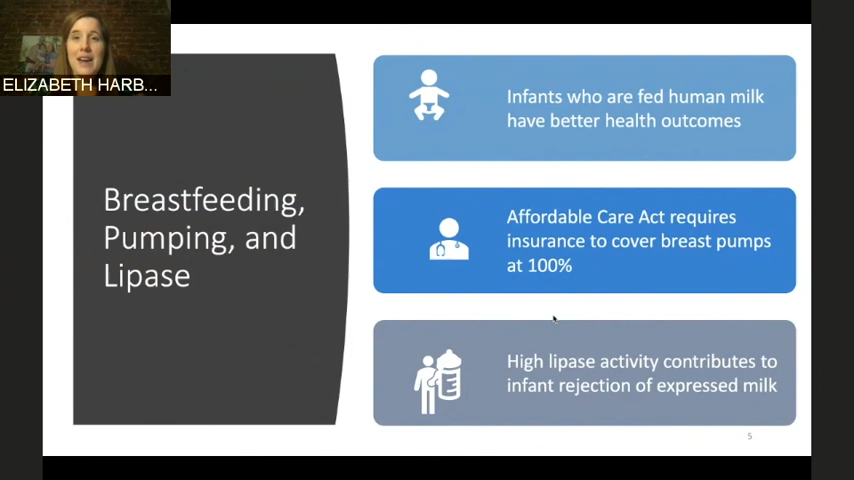 ELIZABETH HARB...
Breastfeeding,
Pumping, and
Lipase
Infants who are fed human milk
have better health outcomes
Affordable Care Act requires
insurance to cover breast pumps
at 100%
High lipase activity contributes to
infant rejection of expressed milk
5